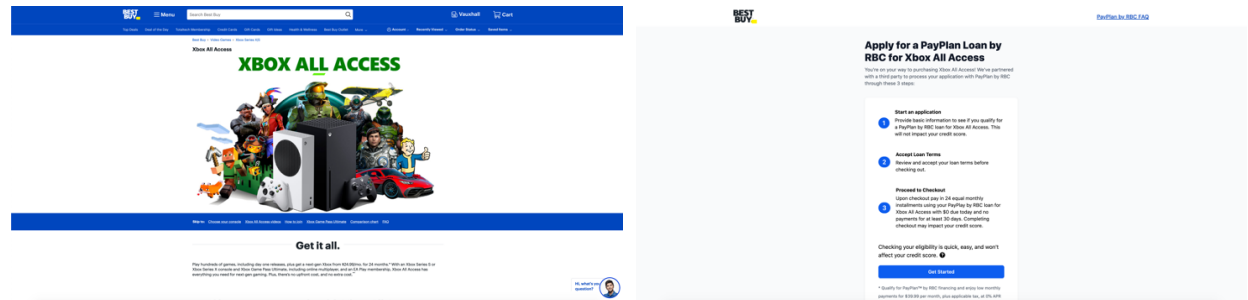 BEST BUY
Menu
Search Best Buy
Vauxhall
Cart
Top Deals Deal of the Day Membership Credit Cards Gift Cards Gift Ideas Health & Wellness Best Buy Outlet More
Account Recently Viewed Order Status Saved Items
Best Buy Video Games
Xbox All Access
XBOX ALL ACCESS
Skip to: Choose your console Xbox All Access videos How to join Xbox Game Pass Ultimate Comparison chart FAQ
Get it all.
Play hundreds of games, including day one releases, plus get a next gen Xbox from for 24 months.* With an Xbox Series S or
Xbox Series X console and Xbox Game Pass Ultimate, including online multiplayer, and an EA Play membership, Xbox All Access has
everything you need for next gen gaming. Plus, there's no upfront cost, and no extra cost.
Hi, what's
question?
BEST BUY
PayPlan by RBC FAQ
Apply for a PayPlan Loan by
RBC for Xbox All Access
You're on your way to purchasing Xbox All Access! We've partnered
with a third party to process your application with PayPlan by RBC
through these 3 steps:
1
Start an application
Provide basic information to see if you qualify for
a PayPlan by RBC loan for Xbox All Access. This
will not impact your credit score.
2
Accept Loan Terms
Review and accept your loan terms before
checking out.
3
Proceed to Checkout
Upon checkout pay in 24 equal monthly
installments using your PayPlay by RBC loan for
Xbox All Access with $0 due today and no
payments for at least 30 days. Completing
checkout may impact your credit score.
Checking your eligibility is quick, easy, and won't
affect your credit score. ?
Get Started
* Qualify for PayPlan™ by RBC financing and enjoy low monthly
payments for $39.99 per month, plus applicable tax, at 0% APR